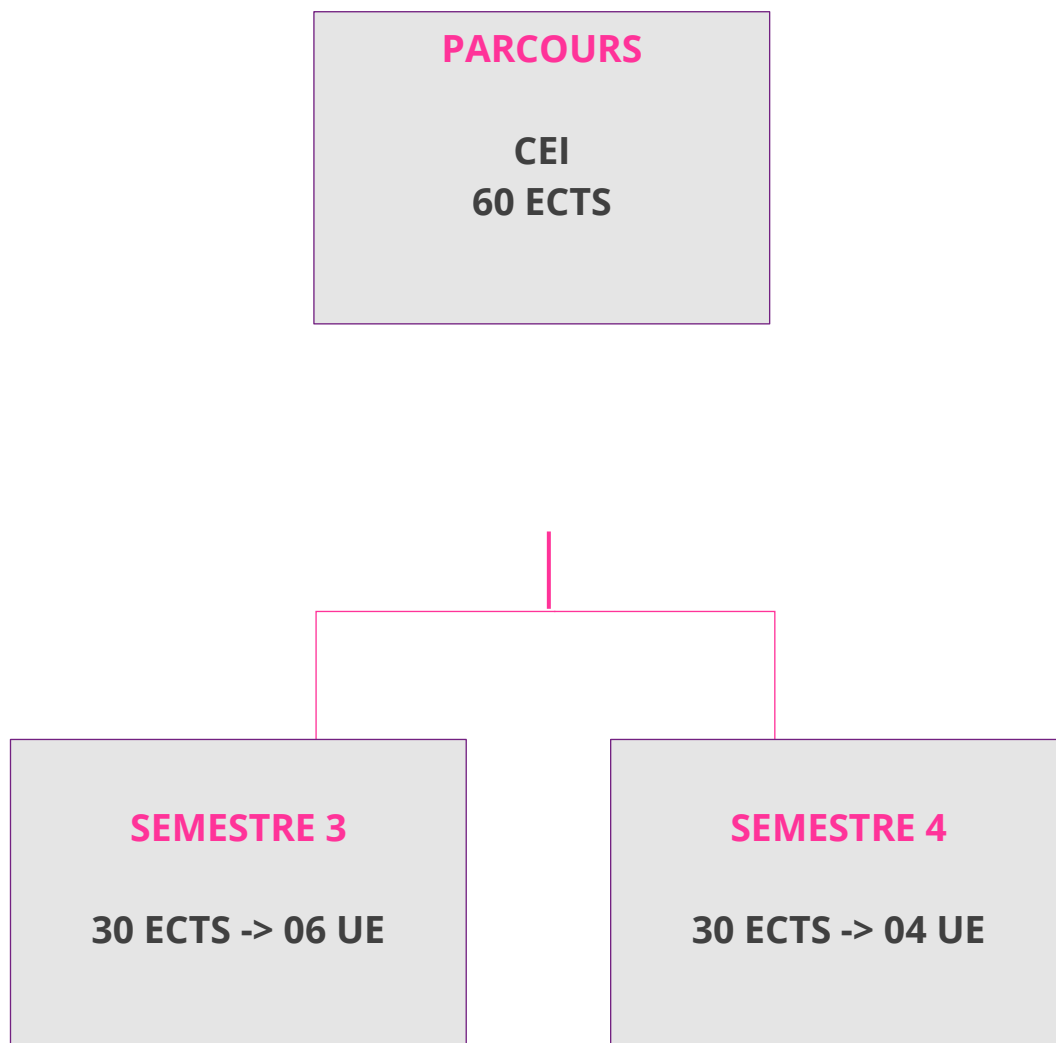 PARCOURS
CEI
60 ECTS
SEMESTRE 3
30 ECTS -> 06 UE
SEMESTRE 4
30 ECTS -> 04 UE